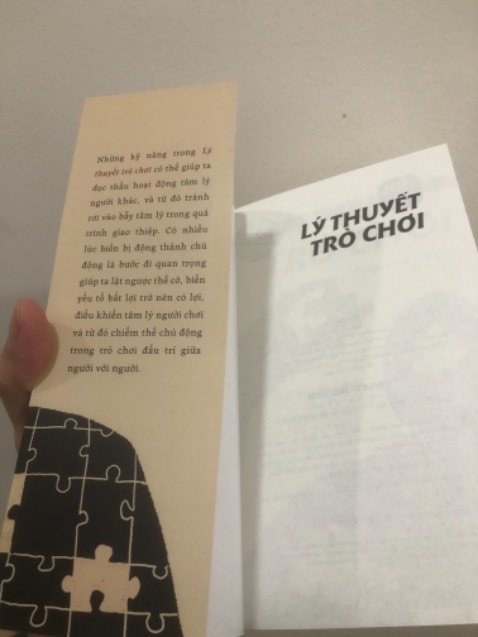 Những kỹ năng trong Lý
thuyết trò chơi có thể giúp ta
đọc thấu hoạt động tâm lý
người khác, và từ đó tránh
rơi vào bẫy tâm lý trong quá
trình giao thiệp. Có nhiều
lúc biến bị động thành chủ
động là bước đi quan trọng
giúp ta lật ngược thế cờ, biến
yếu tố bất lợi trở nên có lợi,
điều khiển tâm lý người chơi
và từ đó chiếm thế chủ động
trong trò chơi đấu trí giữa
người với người.
LÝ THUYẾT
TRÒ CHƠI